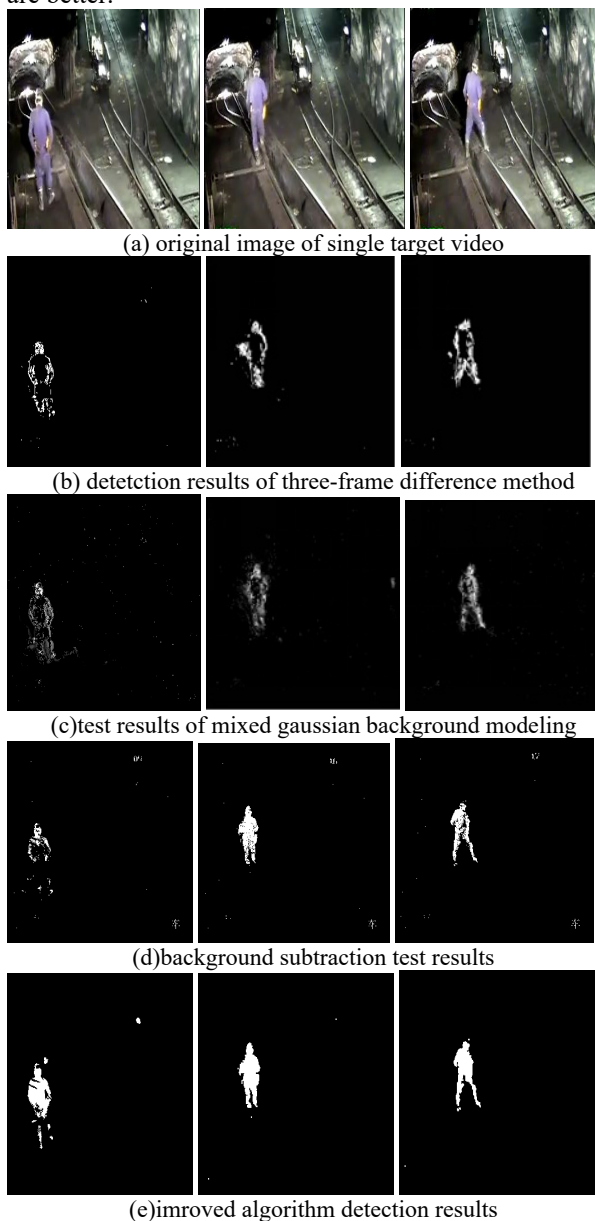 are better.
(a) original image of single target video
(b) detetction results of three-frame difference method
(c)test results of mixed gaussian background modeling
车
(d)background subtraction test results
(e)imroved algorithm detection results